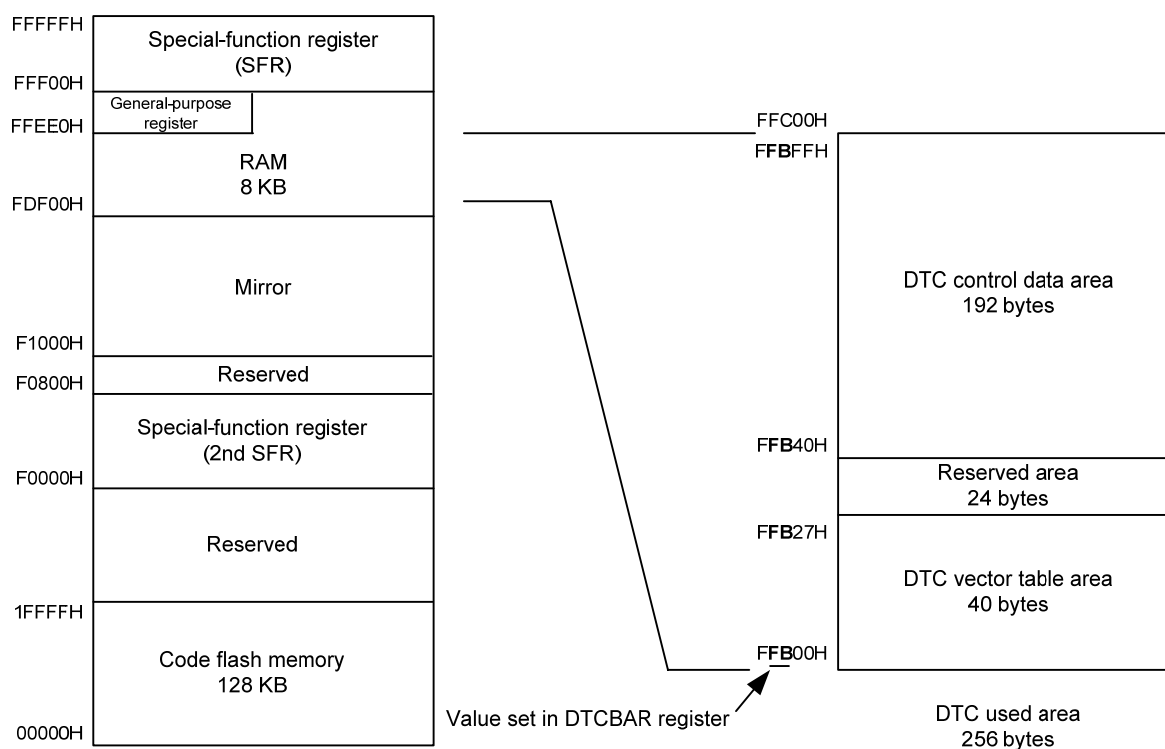 FFFFFH
Special-function register
(SFR)
FFF00H
General-purpose
register
FFEE0H
RAM
8 KB
FDF00H
Mirror
F1000H
Reserved
F0800H
Special-function register
(2nd SFR)
F0000H
Reserved
1FFFFH
Code flash memory
128 KB
00000H
FFC00H
FFBFFH
DTC control data area
192 bytes
FFB40H
Reserved area
24 bytes
FFB27H
DTC vector table area
40 bytes
FFB00H
Value set in DTCBAR register
DTC used area
256 bytes